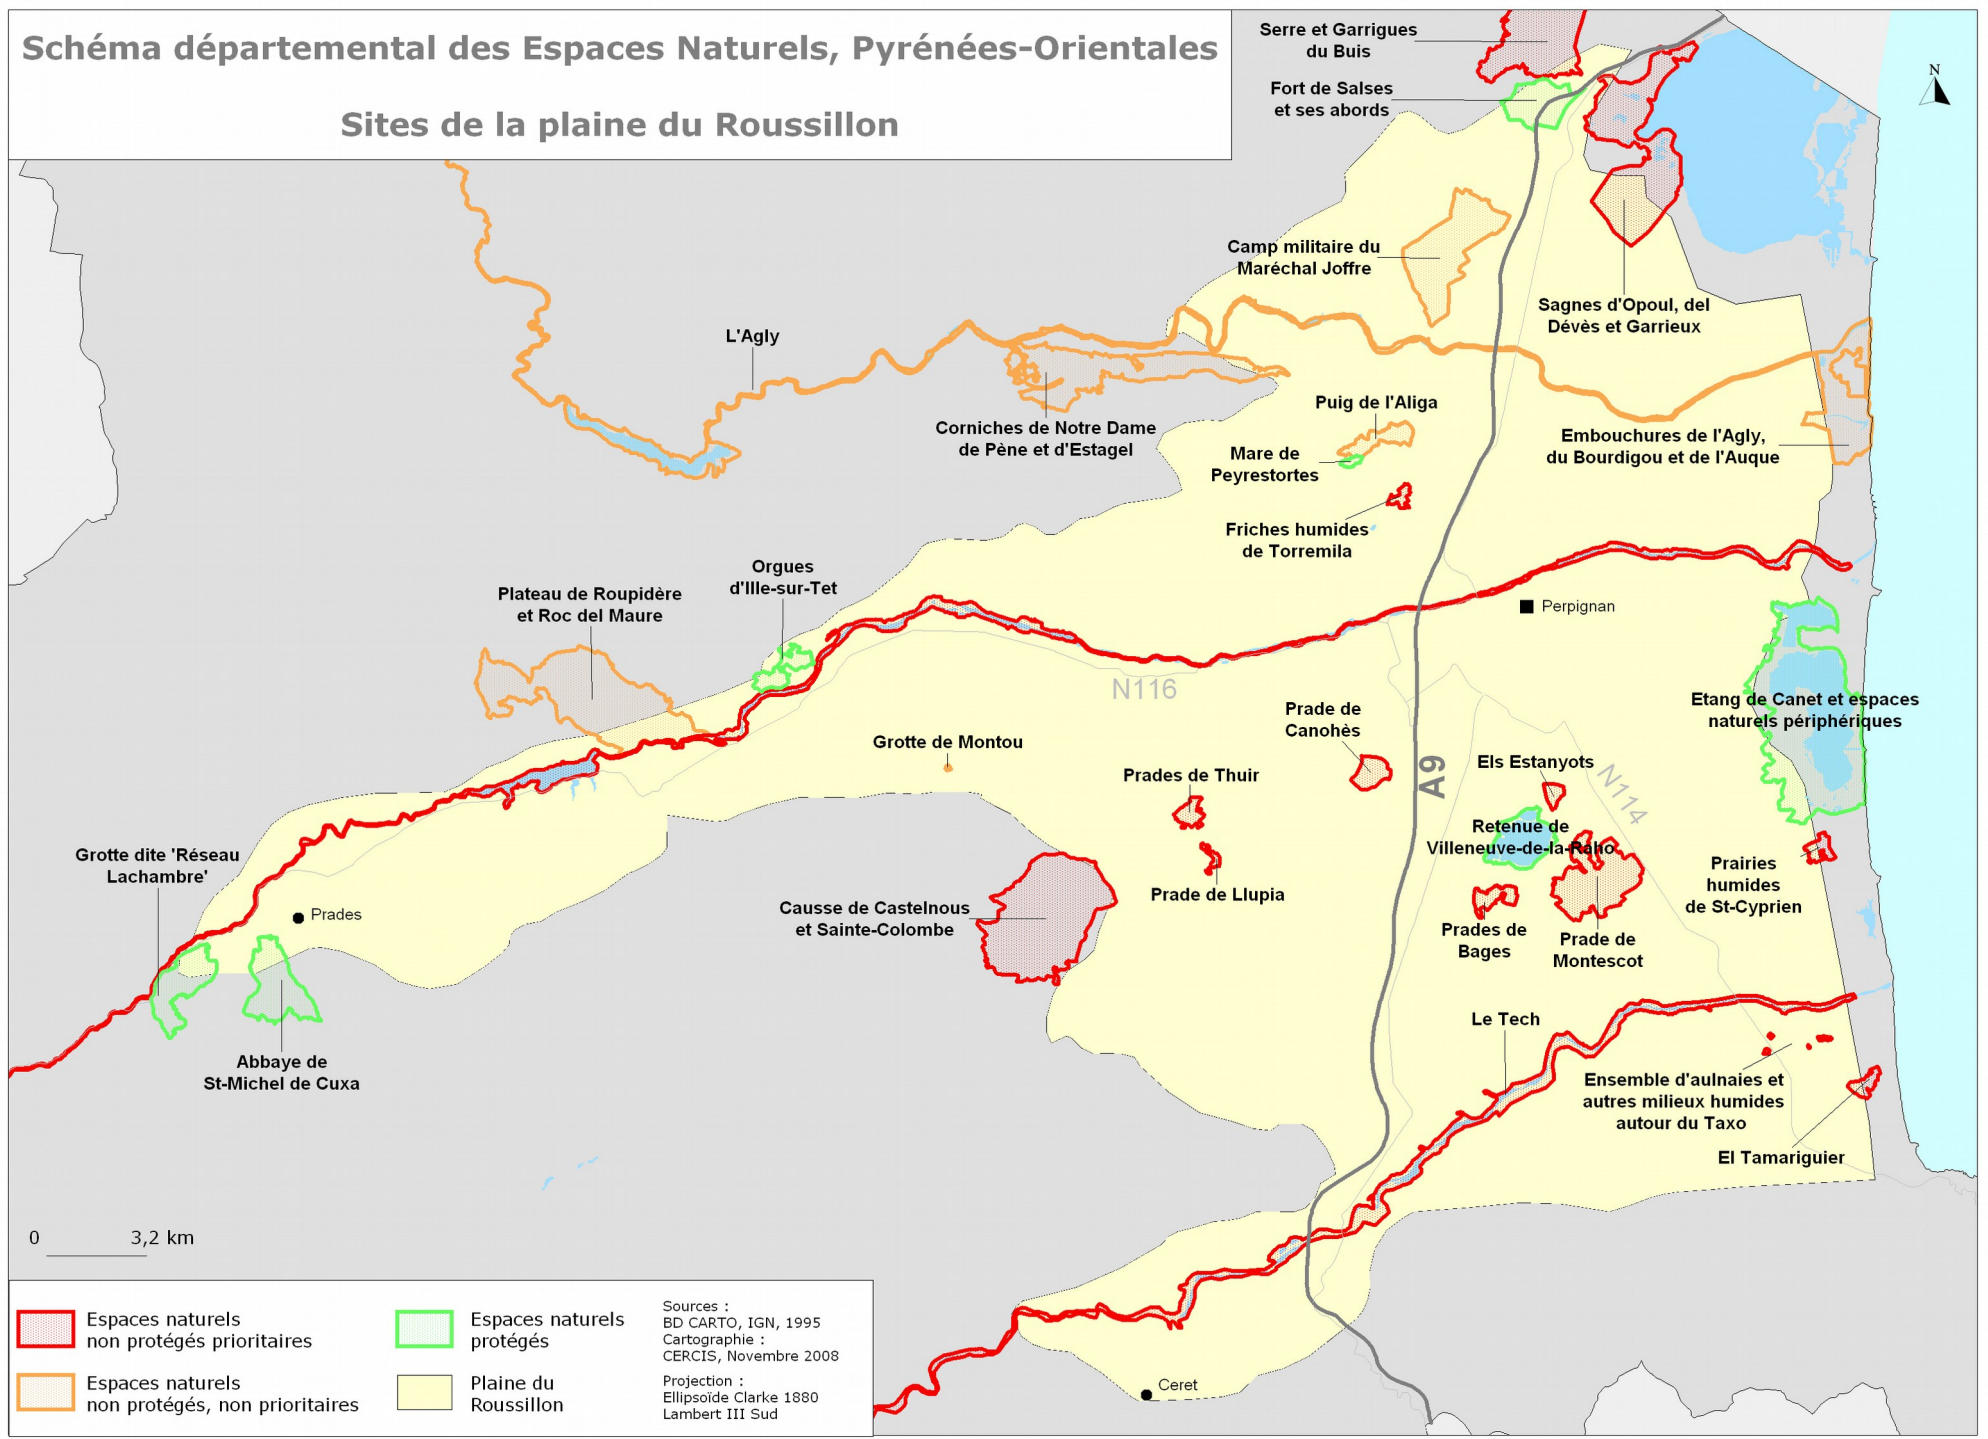 Schéma départemental des Espaces Naturels, Pyrénées-Orientales
Sites de la plaine du Roussillon
Serre et Garrigues
du Buis
Fort de Salses
et ses abords
N
Camp militaire du
Maréchal Joffre
Sagnes d'Opoul, del
Dévès et Garrieux
L'Agly
Corniches de Notre Dame
de Pène et d'Estagel
Puig de l'Aliga
Mare de
Peyrestortes
Embouchures de l'Agly,
du Bourdigou et de l'Auque
Friches humides
de Torremila
Orgues
d'Ille-sur-Tet
Plateau de Roupidère
et Roc del Maure
Perpignan
N116
Etang de Canet et espaces
naturels périphériques
Prade de
Canohès
Grotte de Montou
Prades de Thuir
A9
Els Estanyots
N114
Retenue de
Villeneuve-de-la-Raho
Grotte dite 'Réseau
Lachambre'
Prairies
humides
de St-Cyprien
Prade de Llupia
Causse de Castelnous
et Sainte-Colombe
Prades
Prades de
Bages
Prade de
Montescot
Le Tech
Abbaye de
St-Michel de Cuxa
Ensemble d'aulnaies et
autres milieux humides
autour du Taxo
El Tamariguier
0 3,2 km
Ceret
Espaces naturels
non protégés prioritaires
Espaces naturels
non protégés, non prioritaires
Espaces naturels
protégés
Plaine du
Roussillon
Sources :
BD CARTO, IGN, 1995
Cartographie :
CERCIS, Novembre 2008
Projection :
Ellipsoïde Clarke 1880
Lambert III Sud